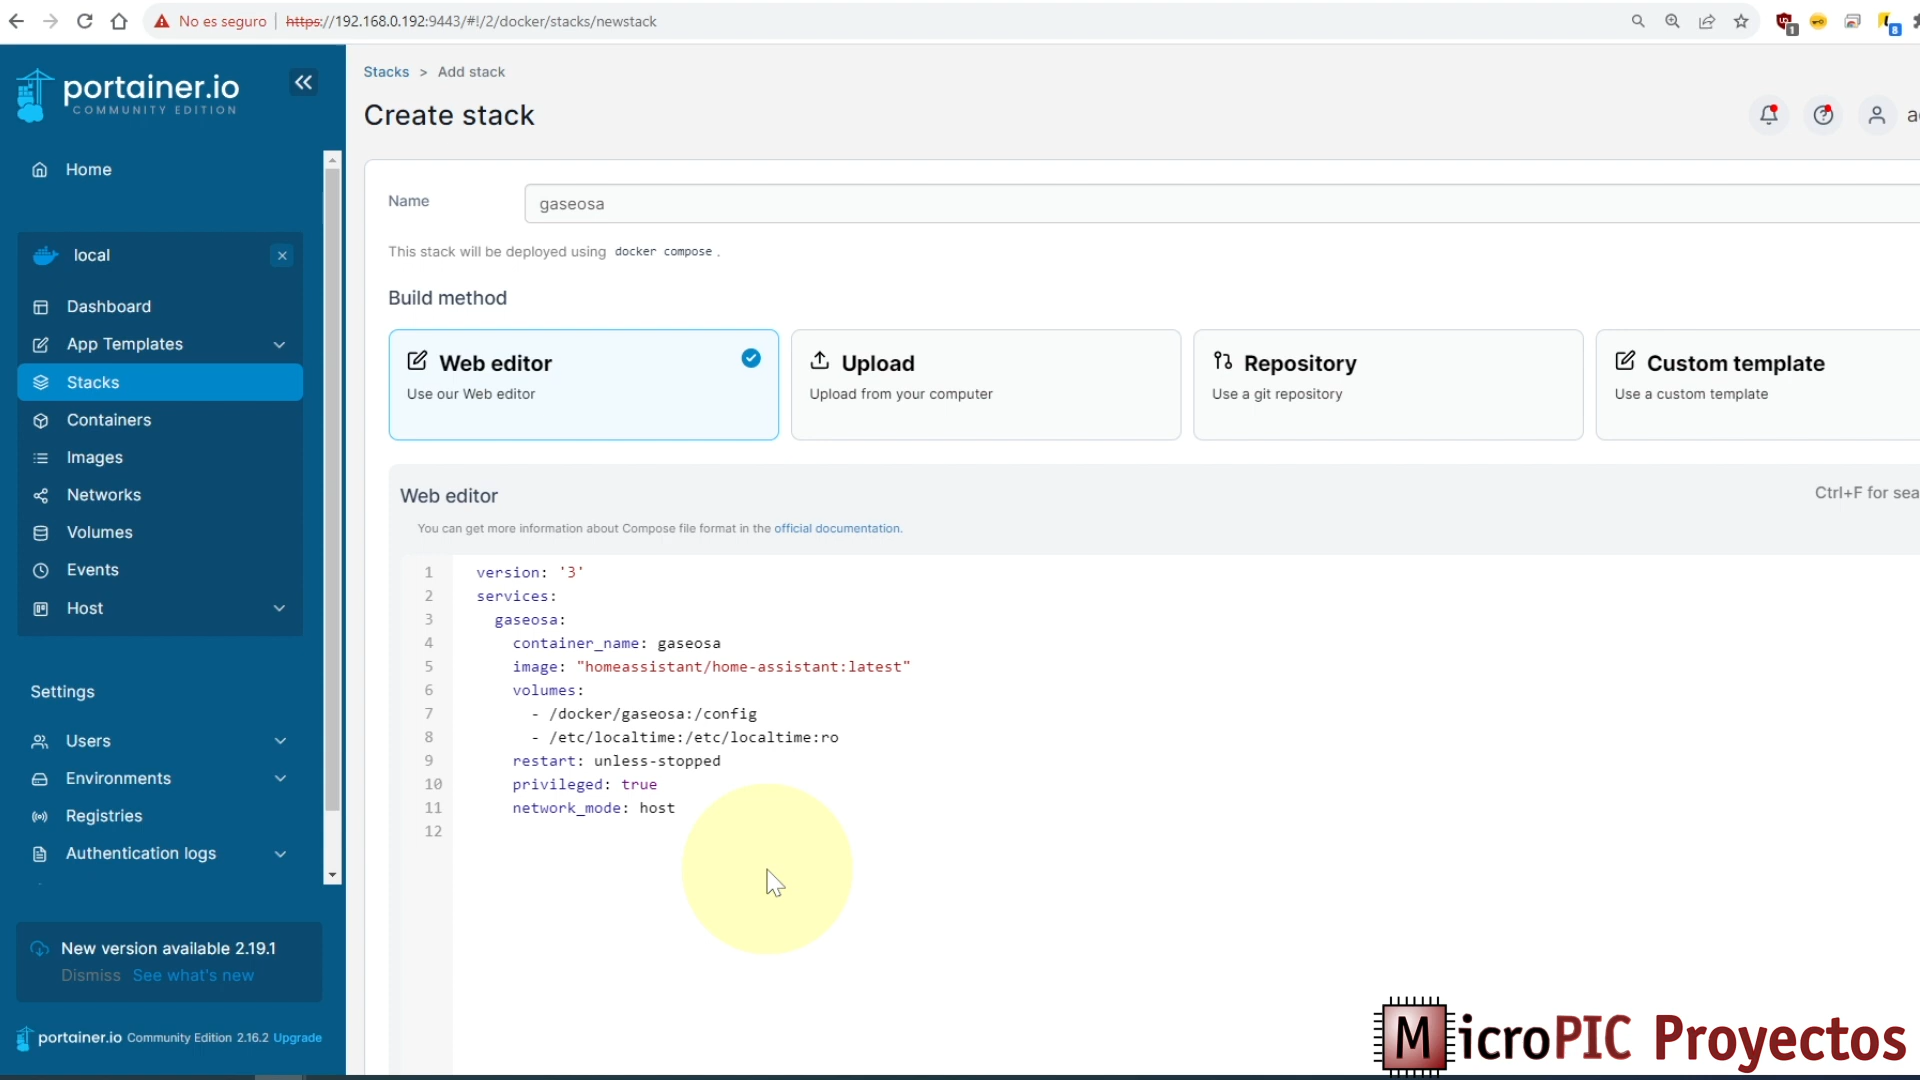 No es seguro https://192.168.0.192:9443/#!/2/docker/stacks/newstack
1
8
portainer.io
COMMUNITY EDITION
Home
local
Dashboard
App Templates
Stacks
Containers
Images
Networks
Volumes
Events
Host
Settings
Users
Environments
Registries
Authentication logs
New version available 2.19.1
Dismiss See what's new
portainer.io Community Edition 2.16.2 Upgrade
Stacks > Add stack
Create stack
Name gaseosa
This stack will be deployed using docker compose .
Build method
Web editor
Use our Web editor
Upload
Upload from your computer
Repository
Use a git repository
Custom template
Use a custom template
Web editor
Ctrl+F for sea
You can get more information about Compose file format in the official documentation.
1 version: '3'
2 services:
3 gaseosa:
4 container_name: gaseosa
5 image: "homeassistant/home-assistant:latest"
6 volumes:
7 - /docker/gaseosa:/config
8 - /etc/localtime:/etc/localtime:ro
9 restart: unless-stopped
10 privileged: true
11 network_mode: host
12
MicroPIC Proyectos